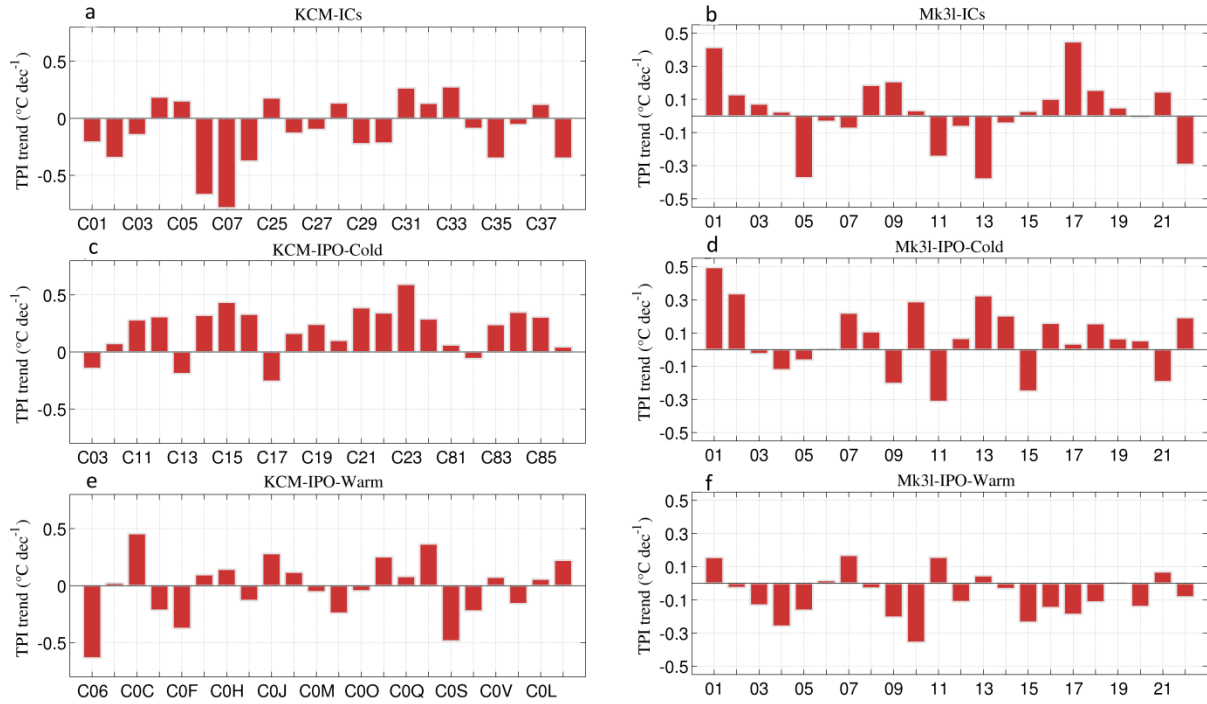 a
KCM-ICs
TPI trend (°C dec⁻¹)
0.5
0
-0.5
C01 C03 C05 C07 C25 C27 C29 C31 C33 C35 C37
b
Mk3l-ICs
TPI trend (°C dec⁻¹)
0.5
0.3
0.1
-0.1
-0.3
-0.5
01 03 05 07 09 11 13 15 17 19 21
c
KCM-IPO-Cold
TPI trend (°C dec⁻¹)
0.5
0
-0.5
C03 C11 C13 C15 C17 C19 C21 C23 C81 C83 C85
d
Mk3l-IPO-Cold
TPI trend (°C dec⁻¹)
0.5
0.3
0.1
-0.1
-0.3
-0.5
01 03 05 07 09 11 13 15 17 19 21
e
KCM-IPO-Warm
TPI trend (°C dec⁻¹)
0.5
0
-0.5
C06 C0C C0F C0H C0J C0M C0O C0Q C0S C0V C0L
f
Mk3l-IPO-Warm
TPI trend (°C dec⁻¹)
0.5
0.3
0.1
-0.1
-0.3
-0.5
01 03 05 07 09 11 13 15 17 19 21